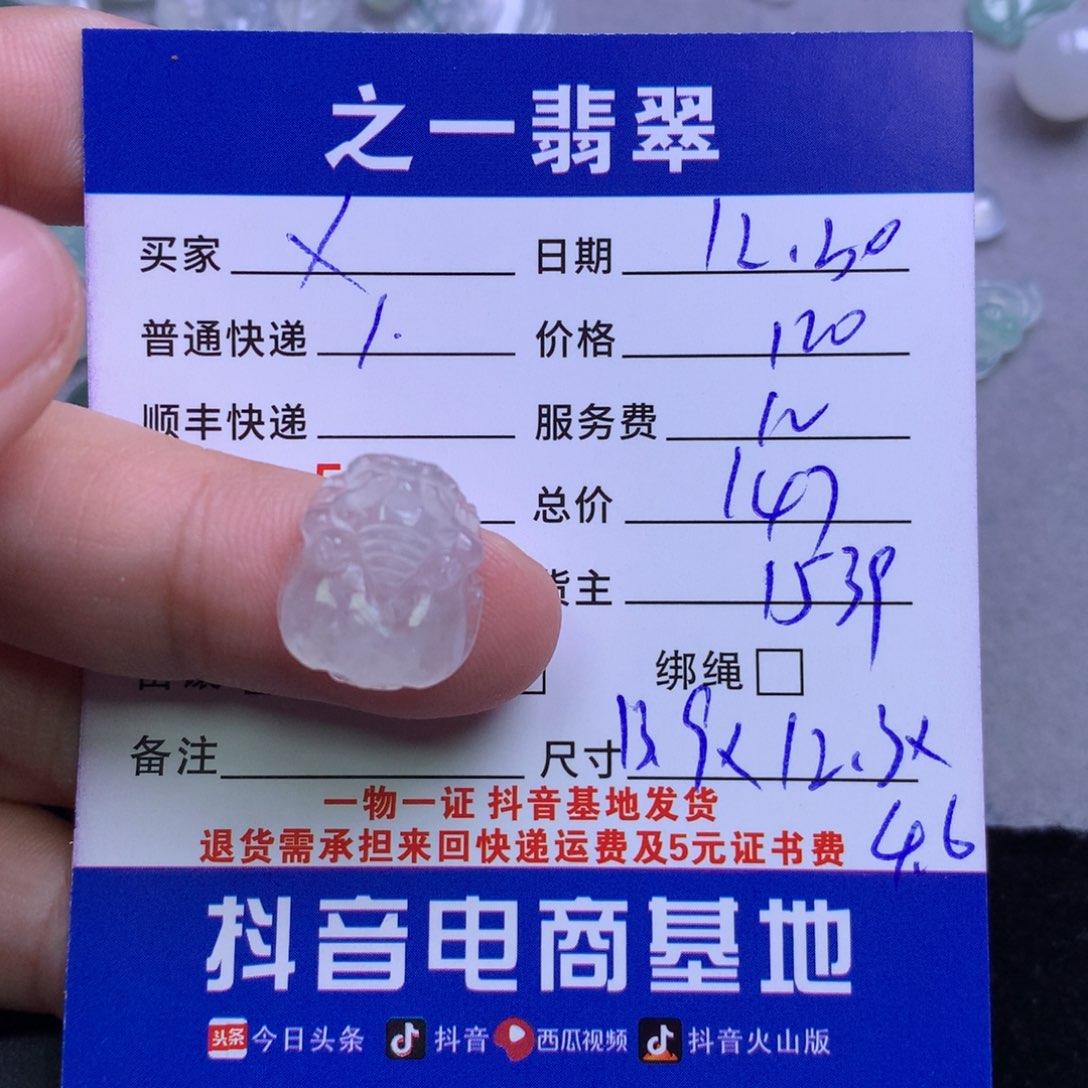 之一翡翠
买家 X 日期 12.30
普通快递 1. 价格 120
顺丰快递 服务费 12
总价 147
货主 1539
绑绳
备注 尺寸 13.9x12.3x
4.6
一物一证 抖音基地发货
退货需承担来回快递运费及5元证书费
抖音电商基地
头条 今日头条 抖音 西瓜视频 抖音火山版